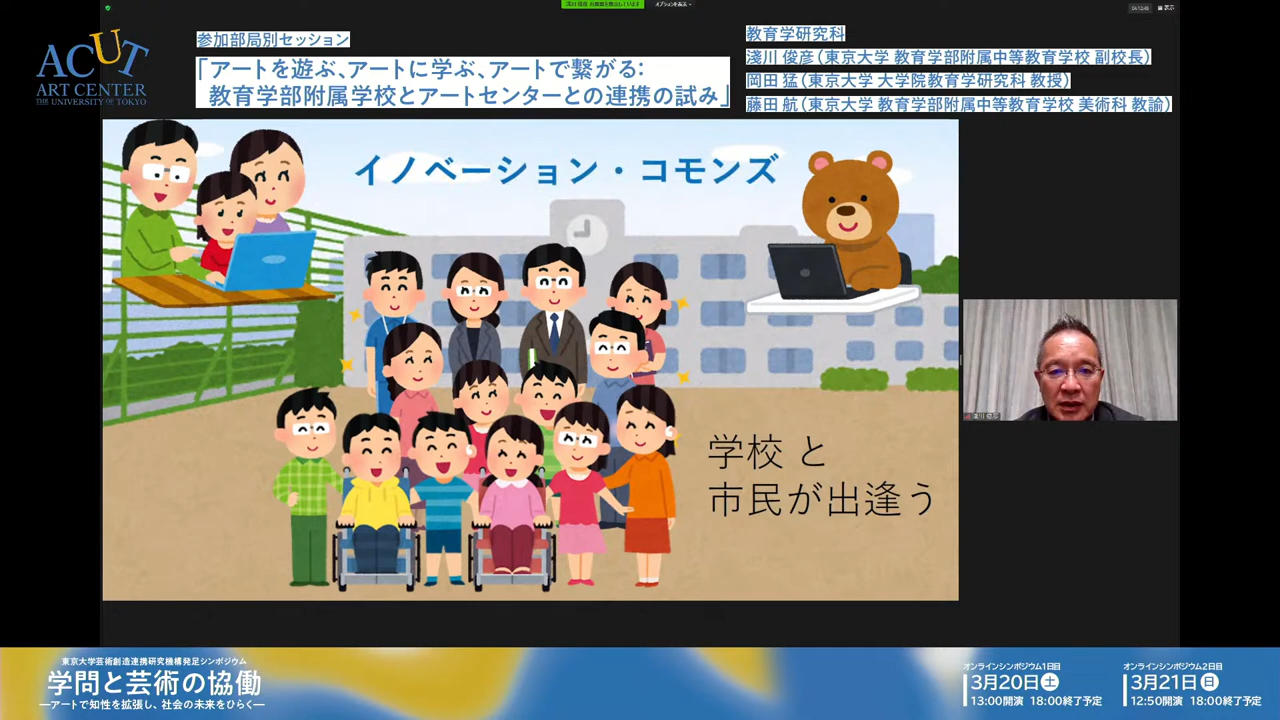 ACUT
ART CENTER
THE UNIVERSITY OF TOKYO
参加部局別セッション
「アートを遊ぶ、アートに学ぶ、アートで繋がる：
教育学部附属学校とアートセンターとの連携の試み」
教育学研究科
淺川 俊彦（東京大学 教育学部附属中等教育学校 副校長）
岡田 猛（東京大学 大学院教育学研究科 教授）
藤田 航（東京大学 教育学部附属中等教育学校 美術科 教諭）
オプションを表示
表示
イノベーション・コモンズ
学校 と
市民が出逢う
東京大学芸術創造連携研究機構発足シンポジウム
学問と芸術の協働
―アートで知性を拡張し、社会の未来をひらく―
オンラインシンポジウム1日目
3月20日 土
13:00開演 18:00終了予定
オンラインシンポジウム2日目
3月21日 日
12:50開演 18:00終了予定